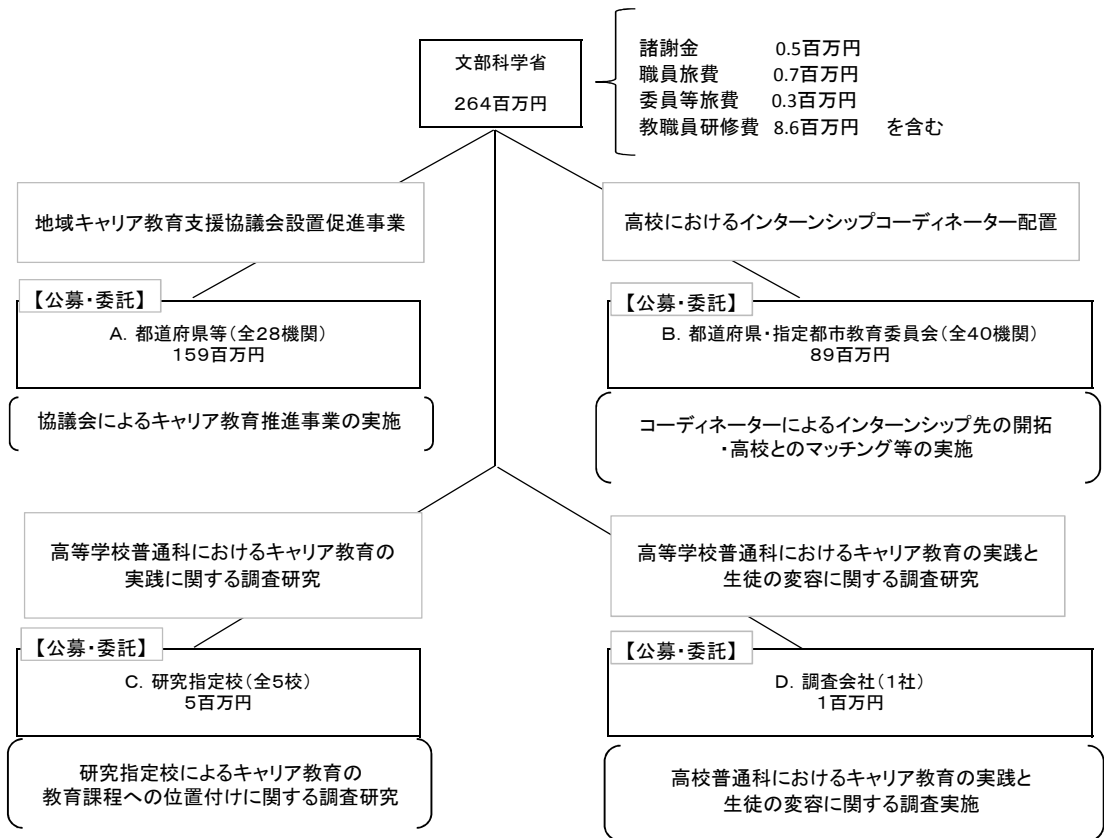 文部科学省
264百万円
諸謝金 0.5百万円
職員旅費 0.7百万円
委員等旅費 0.3百万円
教職員研修費 8.6百万円 を含む
地域キャリア教育支援協議会設置促進事業
高校におけるインターンシップコーディネーター配置
【公募・委託】
A. 都道府県等（全28機関）
159百万円
【公募・委託】
B. 都道府県・指定都市教育委員会（全40機関）
89百万円
協議会によるキャリア教育推進事業の実施
コーディネーターによるインターンシップ先の開拓
・高校とのマッチング等の実施
高等学校普通科におけるキャリア教育の
実践に関する調査研究
高等学校普通科におけるキャリア教育の実践と
生徒の変容に関する調査研究
【公募・委託】
C. 研究指定校（全5校）
5百万円
【公募・委託】
D. 調査会社（1社）
1百万円
研究指定校によるキャリア教育の
教育課程への位置付けに関する調査研究
高校普通科におけるキャリア教育の実践と
生徒の変容に関する調査実施